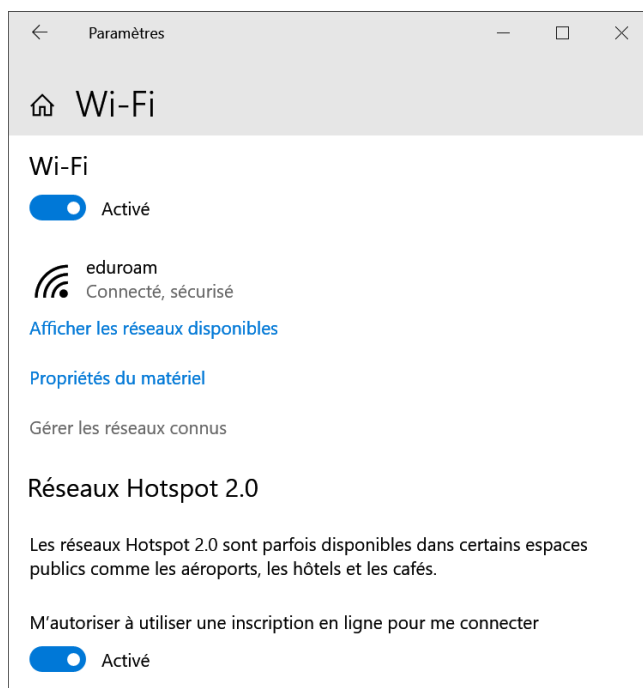 Paramètres
Wi-Fi
Wi-Fi
Activé
eduroam
Connecté, sécurisé
Afficher les réseaux disponibles
Propriétés du matériel
Gérer les réseaux connus
Réseaux Hotspot 2.0
Les réseaux Hotspot 2.0 sont parfois disponibles dans certains espaces
publics comme les aéroports, les hôtels et les cafés.
M'autoriser à utiliser une inscription en ligne pour me connecter
Activé